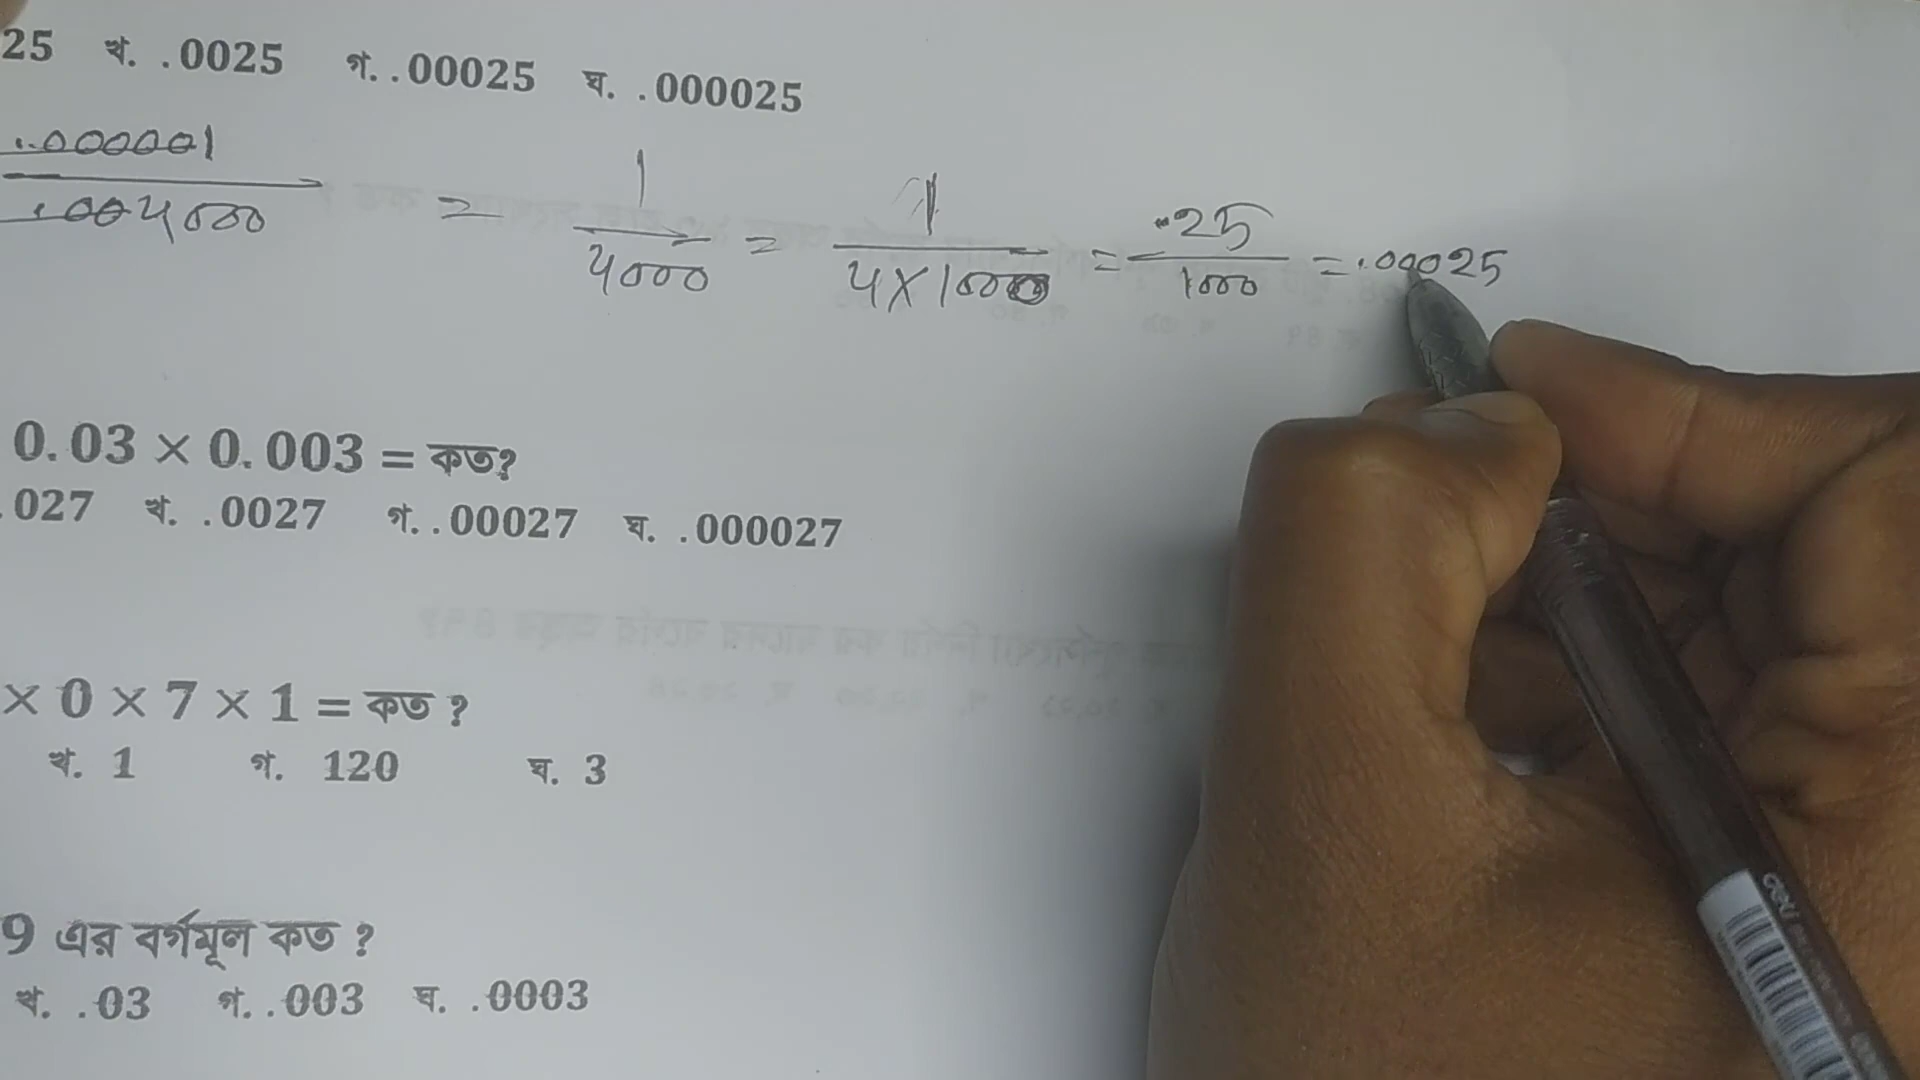 25 খ. .0025 গ. .00025 ঘ. .000025
.000001 / .004000 = 1/4000 = 1/4×1000 = .25/1000 = .00025
0.03 × 0.003 = কত?
.027 খ. .0027 গ. .00027 ঘ. .000027
× 0 × 7 × 1 = কত ?
খ. 1 গ. 120 ঘ. 3
9 এর বর্গমূল কত ?
খ. .03 গ. .003 ঘ. .0003
deli